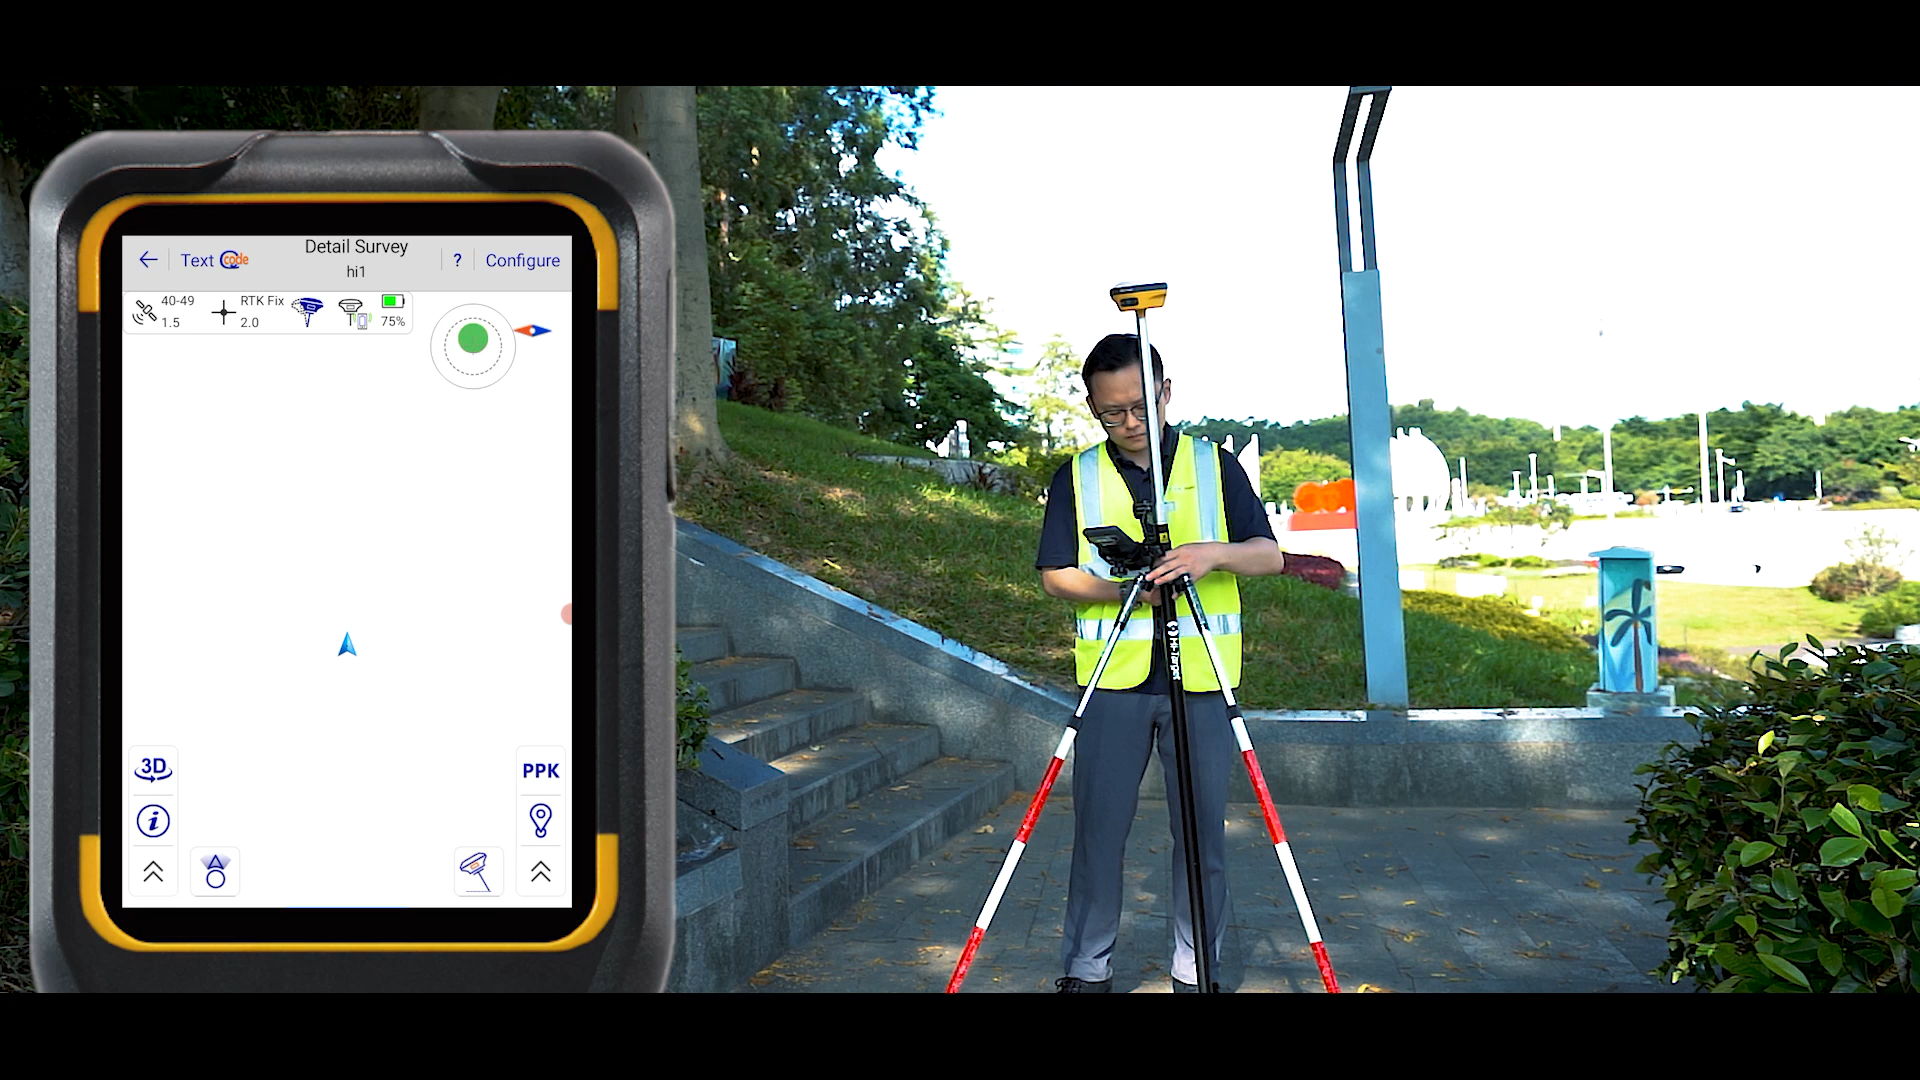 Text code
Detail Survey
hi1
? Configure
40-49
1.5
RTK Fix
2.0
75%
3D
i
PPK
Hi-Target